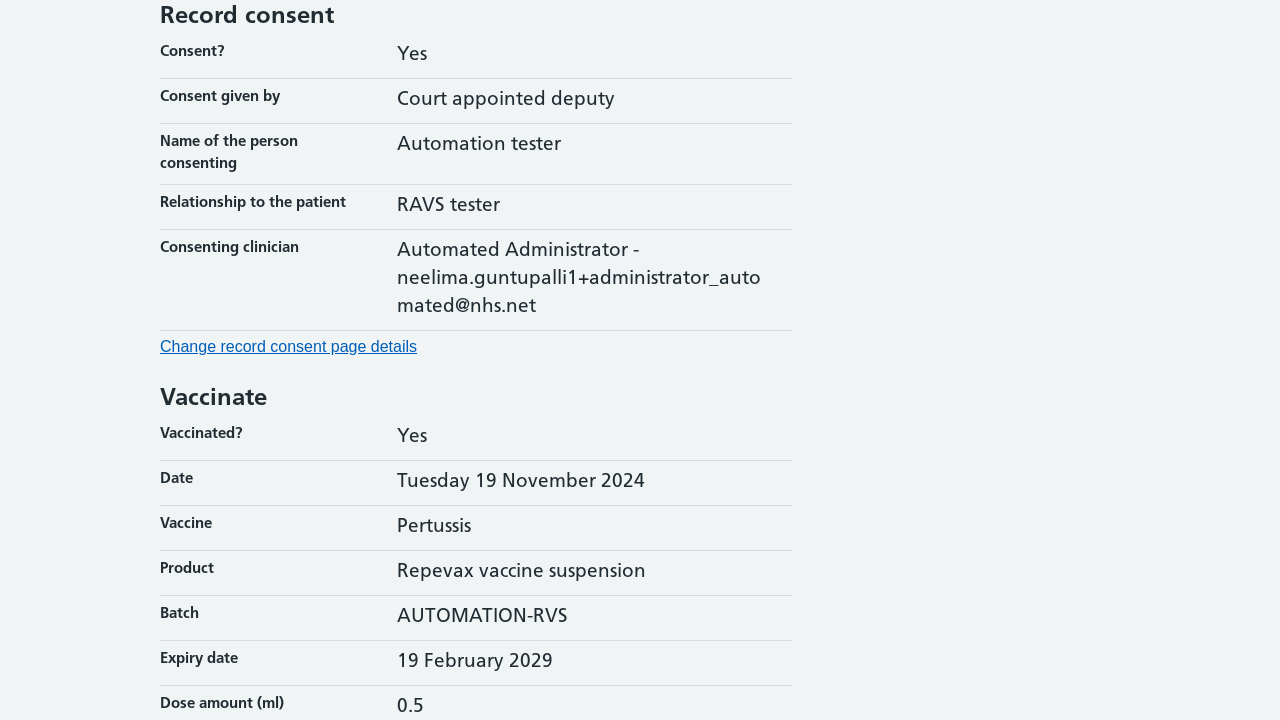 Record consent
Consent? Yes
Consent given by Court appointed deputy
Name of the person
consenting
Automation tester
Relationship to the patient RAVS tester
Consenting clinician Automated Administrator -
neelima.guntupalli1+administrator_auto
mated@nhs.net
Change record consent page details
Vaccinate
Vaccinated? Yes
Date Tuesday 19 November 2024
Vaccine Pertussis
Product Repevax vaccine suspension
Batch AUTOMATION-RVS
Expiry date 19 February 2029
Dose amount (ml) 0.5